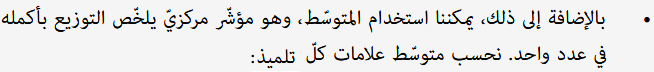 • بالإضافة إلى ذلك، يمكننا استخدام المتوسّط، وهو مؤشّر مركزيّ يلخّص التوزيع بأكمله
في عدد واحد. نحسب متوسّط علامات كلّ تلميذ: